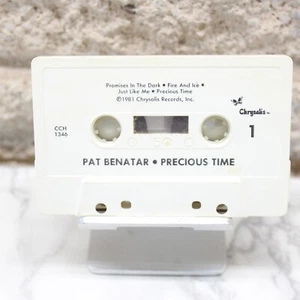 Promises In The Dark • Fire And Ice •
Just Like Me • Precious Time
©1981 Chrysalis Records, Inc.
CCH
1346
Chrysalis™
1
PAT BENATAR • PRECIOUS TIME